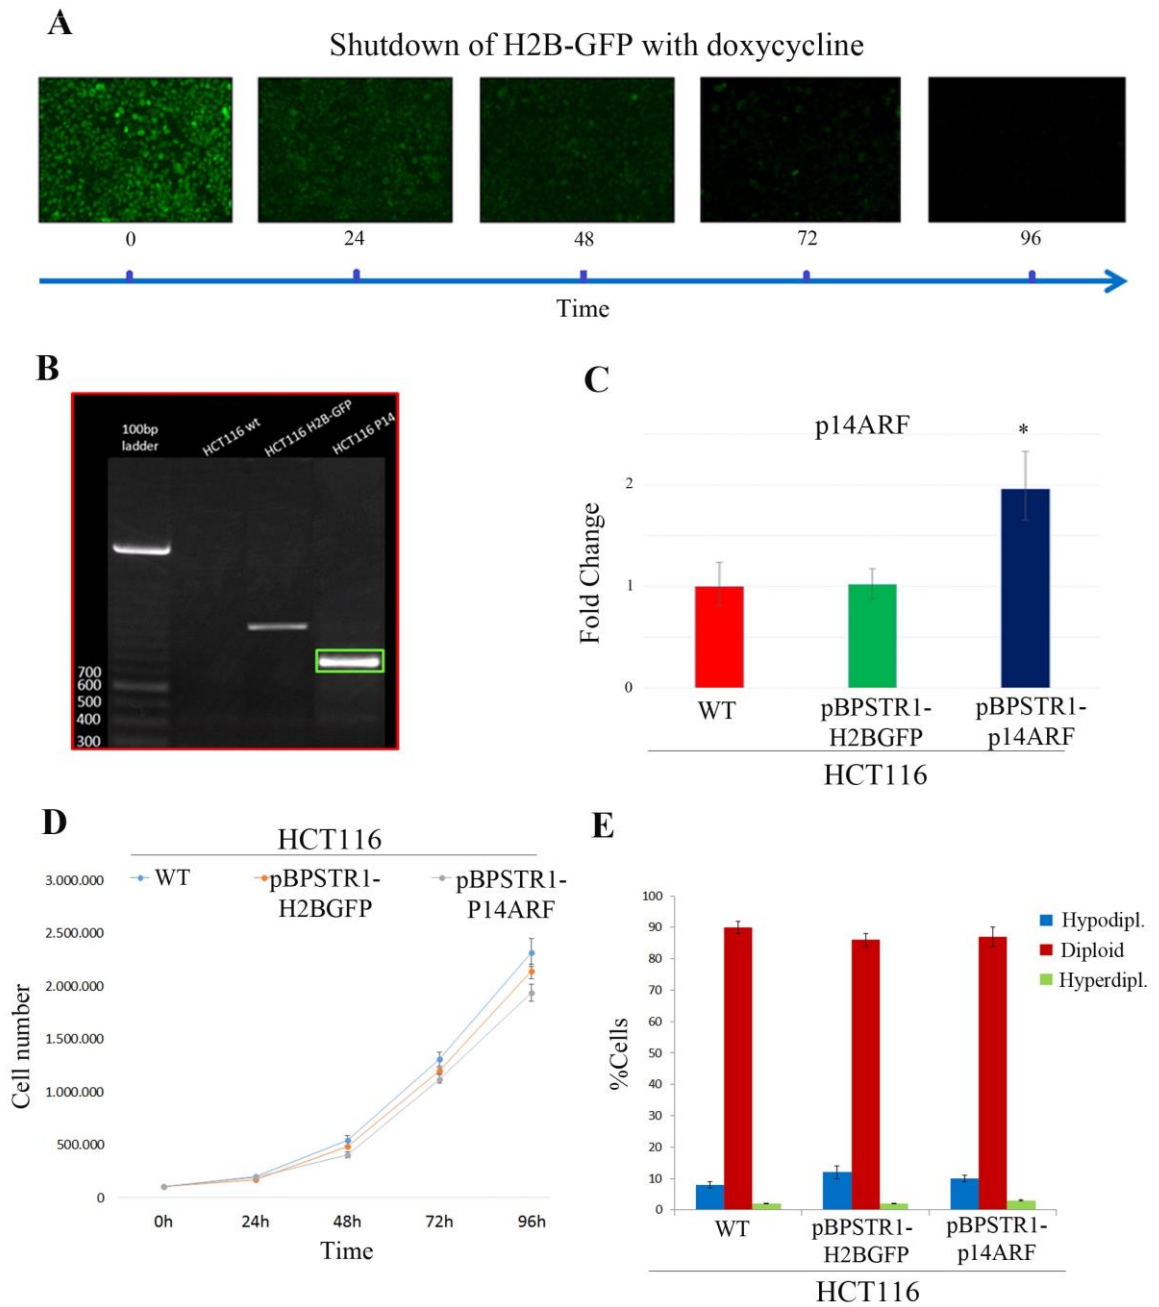 A
Shutdown of H2B-GFP with doxycycline
0 24 48 72 96
Time
B
100bp
ladder
HCT116 wt
HCT116 H2B-GFP
HCT116 P14
700
600
500
400
300
C
p14ARF
*
Fold Change
2
1
0
WT
pBPSTR1-
H2BGFP
pBPSTR1-
p14ARF
HCT116
D
HCT116
WT
pBPSTR1-
H2BGFP
pBPSTR1-
P14ARF
Cell number
3.000.000
2.500.000
2.000.000
1.500.000
1.000.000
500.000
0
0h 24h 48h 72h 96h
Time
E
%Cells
100
90
80
70
60
50
40
30
20
10
0
Hypodipl.
Diploid
Hyperdipl.
WT
pBPSTR1-
H2BGFP
pBPSTR1-
p14ARF
HCT116